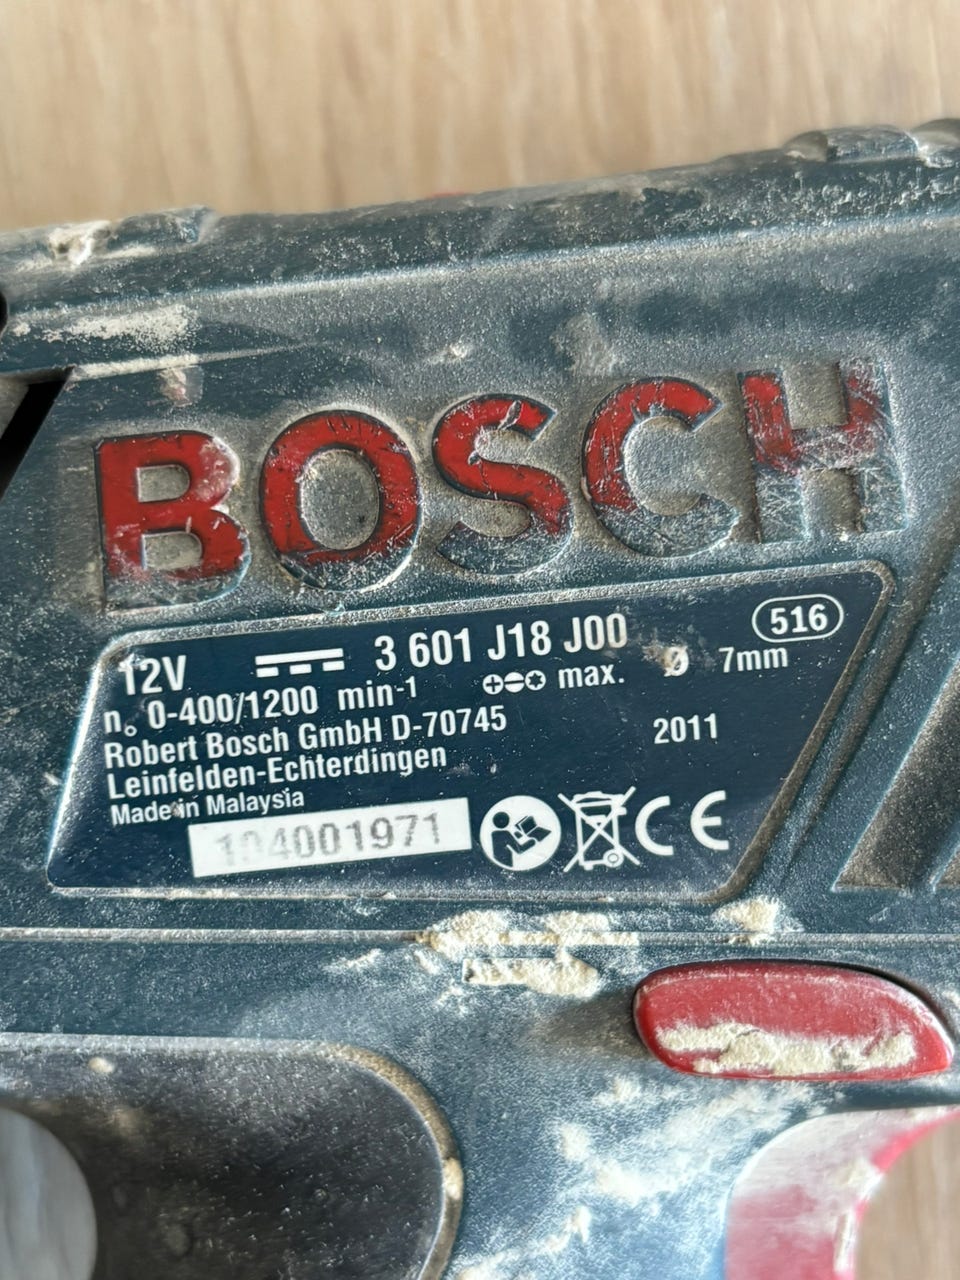 BOSCH
516
12V 3 601 J18 J00
n₀ 0-400/1200 min⁻¹ max. Ø 7mm
Robert Bosch GmbH D-70745
Leinfelden-Echterdingen 2011
Made in Malaysia
CE